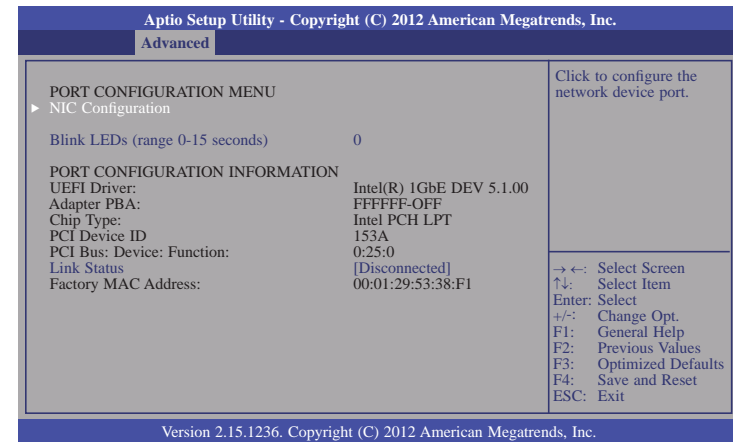 Aptio Setup Utility - Copyright (C) 2012 American Megatrends, Inc.
Advanced
PORT CONFIGURATION MENU
► NIC Configuration
Blink LEDs (range 0-15 seconds) 0
PORT CONFIGURATION INFORMATION
UEFI Driver: Intel(R) 1GbE DEV 5.1.00
Adapter PBA: FFFFFF-OFF
Chip Type: Intel PCH LPT
PCI Device ID 153A
PCI Bus: Device: Function: 0:25:0
Link Status [Disconnected]
Factory MAC Address: 00:01:29:53:38:F1
Click to configure the
network device port.
→ ←: Select Screen
↑↓: Select Item
Enter: Select
+/-: Change Opt.
F1: General Help
F2: Previous Values
F3: Optimized Defaults
F4: Save and Reset
ESC: Exit
Version 2.15.1236. Copyright (C) 2012 American Megatrends, Inc.